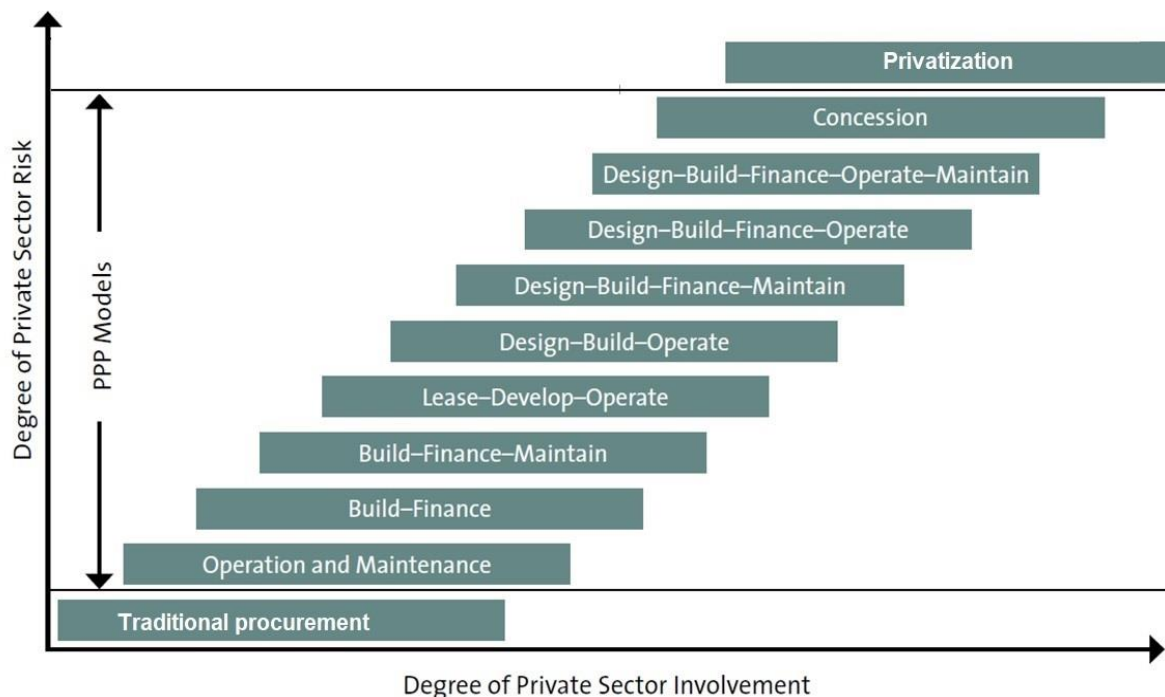 Degree of Private Sector Risk
PPP Models
Privatization
Concession
Design–Build–Finance–Operate–Maintain
Design–Build–Finance–Operate
Design–Build–Finance–Maintain
Design–Build–Operate
Lease–Develop–Operate
Build–Finance–Maintain
Build–Finance
Operation and Maintenance
Traditional procurement
Degree of Private Sector Involvement